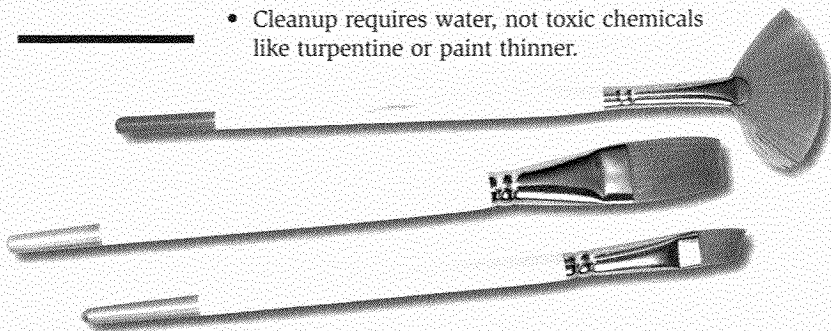 • Cleanup requires water, not toxic chemicals
like turpentine or paint thinner.